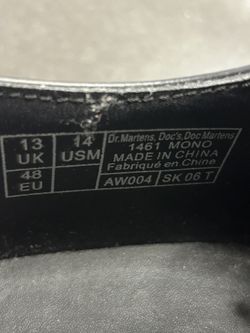 13 UK 14 USM Dr.Martens, Doc's, Doc Martens
1461 MONO
MADE IN CHINA
48 EU Fabriqué en Chine
AW004 SK 06 T